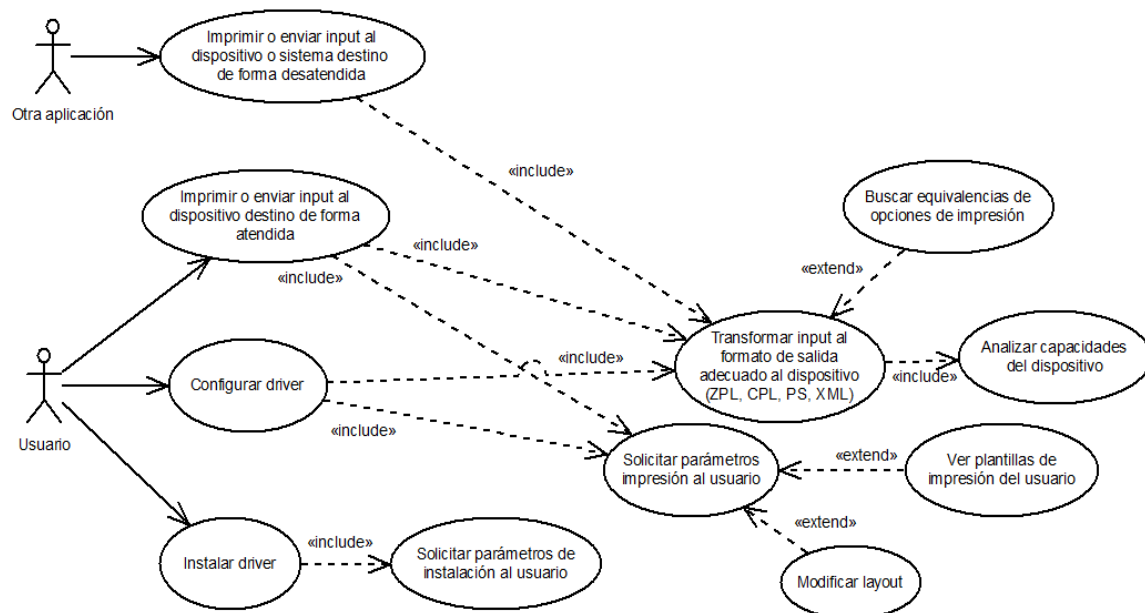 Imprimir o enviar input al
dispositivo o sistema destino
de forma desatendida
Otra aplicación
«include»
Imprimir o enviar input al
dispositivo destino de forma
atendida
Buscar equivalencias de
opciones de impresión
«include»
«include»
«extend»
Transformar input al
formato de salida
adecuado al dispositivo
(ZPL, CPL, PS, XML)
Analizar capacidades
del dispositivo
«include»
«include»
Configurar driver
Usuario
«include»
Solicitar parámetros
impresión al usuario
«extend»
Ver plantillas de
impresión del usuario
«extend»
Instalar driver
«include»
Solicitar parámetros de
instalación al usuario
Modificar layout